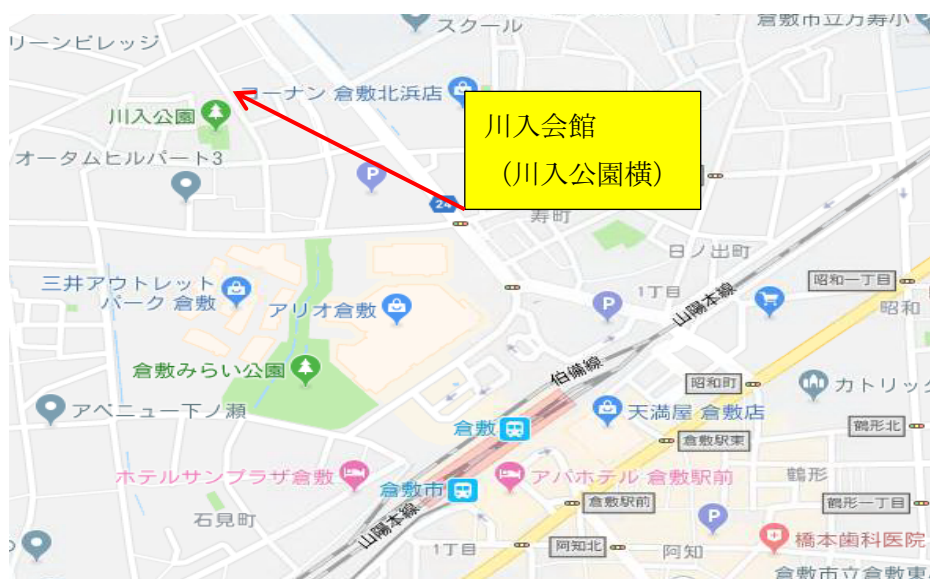 スクール
倉敷市立万寿小
リーンビレッジ
コーナン 倉敷北浜店
川入公園
川入会館
（川入公園横）
オータムヒルパート3
24
寿町
日ノ出町
三井アウトレット
パーク 倉敷
アリオ倉敷
1丁目
山陽本線
昭和一丁目
昭和
倉敷みらい公園
伯備線
昭和町
カトリック
アベニュー下ノ瀬
天満屋 倉敷店
倉敷
倉敷駅東
鶴形北
ホテルサンプラザ倉敷
アパホテル 倉敷駅前
鶴形
倉敷市
倉敷駅前
鶴形一丁目
石見町
山陽本線
1丁目
阿知北
阿知
橋本歯科医院
倉敷市立倉敷東